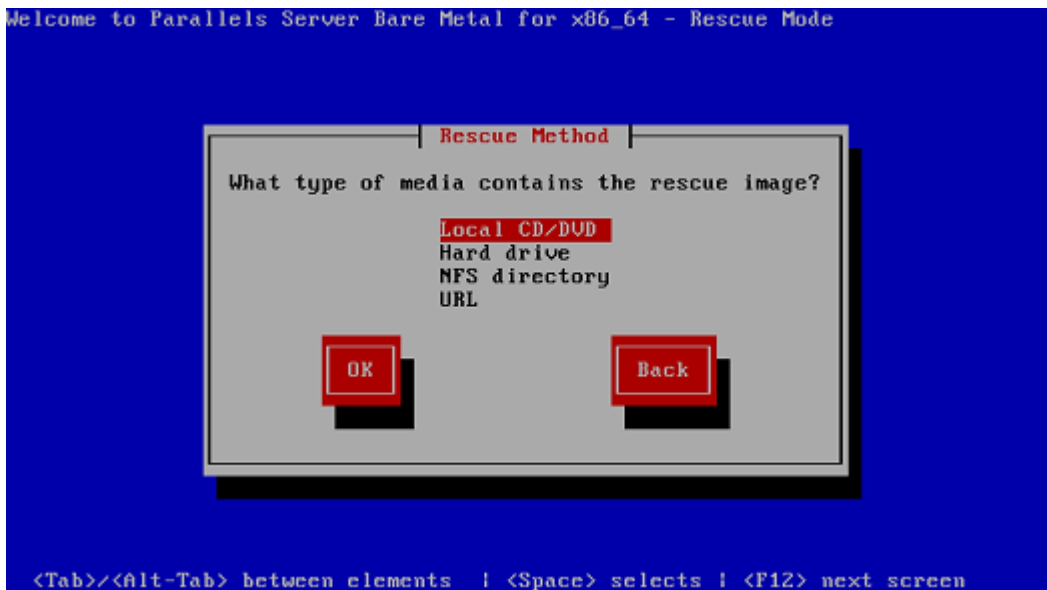 Welcome to Parallels Server Bare Metal for x86_64 - Rescue Mode
Rescue Method
What type of media contains the rescue image?
Local CD/DVD
Hard drive
NFS directory
URL
OK Back
<Tab>/<Alt-Tab> between elements | <Space> selects | <F12> next screen